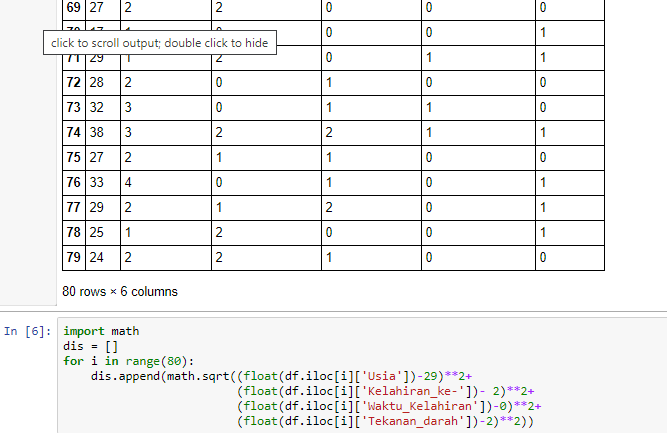 69 27 2 2 0 0 0
0 0 1
click to scroll output; double click to hide
71 29 1 2 0 1 1
72 28 2 0 1 0 0
73 32 3 0 1 1 0
74 38 3 2 2 1 1
75 27 2 1 1 0 0
76 33 4 0 1 0 1
77 29 2 1 2 0 1
78 25 1 2 0 0 1
79 24 2 2 1 0 0
80 rows × 6 columns
In [6]: import math
dis = []
for i in range(80):
dis.append(math.sqrt((float(df.iloc[i]['Usia'])-29)**2+
(float(df.iloc[i]['Kelahiran_ke-'])- 2)**2+
(float(df.iloc[i]['Waktu_Kelahiran'])-0)**2+
(float(df.iloc[i]['Tekanan_darah'])-2)**2))